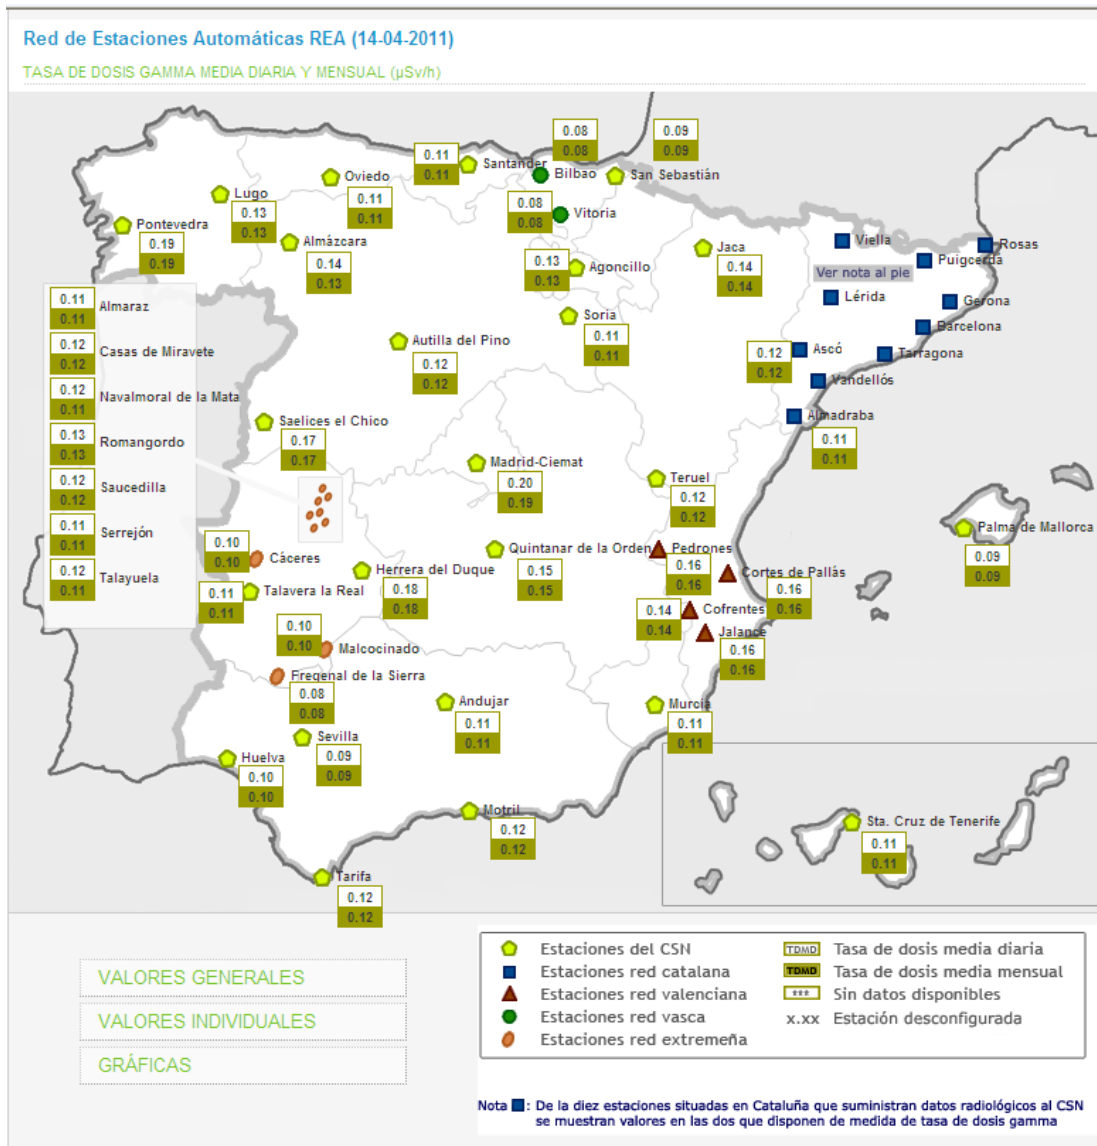 Red de Estaciones Automáticas REA (14-04-2011)
TASA DE DOSIS GAMMA MEDIA DIARIA Y MENSUAL (µSv/h)
0.08
0.08
Bilbao
0.09
0.09
San Sebastián
0.11
0.11
Santander
Oviedo
0.11
0.11
Lugo
0.13
0.13
0.08
0.08
Vitoria
Pontevedra
0.19
0.19
Almázcara
0.14
0.13
0.13
0.13
Agoncillo
Jaca
0.14
0.14
Viella
Rosas
Puigcerdà
Ver nota al pie
Lérida
Gerona
Barcelona
Tarragona
0.12
0.12
Ascó
Vandellós
Almadraba
0.11
0.11
Soria
0.11
0.11
Autilla del Pino
0.12
0.12
0.11
0.11
Almaraz
0.12
0.12
Casas de Miravete
0.12
0.11
Navalmoral de la Mata
0.13
0.13
Romangordo
0.12
0.12
Saucedilla
0.11
0.11
Serrejón
0.12
0.11
Talayuela
Saelices el Chico
0.17
0.17
Madrid-Ciemat
0.20
0.19
Teruel
0.12
0.12
Palma de Mallorca
0.09
0.09
0.10
0.10
Cáceres
Quintanar de la Orden
0.15
0.15
Pedrones
0.16
0.16
Cortes de Pallás
0.16
0.16
0.11
0.11
Talavera la Real
Herrera del Duque
0.18
0.18
0.14
0.14
Cofrentes
Jalance
0.16
0.16
0.10
0.10
Malcocinado
Fregenal de la Sierra
0.08
0.08
Andujar
0.11
0.11
Murcia
0.11
0.11
Sevilla
0.09
0.09
Huelva
0.10
0.10
Motril
0.12
0.12
Sta. Cruz de Tenerife
0.11
0.11
Tarifa
0.12
0.12
VALORES GENERALES
VALORES INDIVIDUALES
GRÁFICAS
Estaciones del CSN
Estaciones red catalana
Estaciones red valenciana
Estaciones red vasca
Estaciones red extremeña
TDMD Tasa de dosis media diaria
TDMD Tasa de dosis media mensual
*** Sin datos disponibles
x.xx Estación desconfigurada
Nota : De la diez estaciones situadas en Cataluña que suministran datos radiológicos al CSN
se muestran valores en las dos que disponen de medida de tasa de dosis gamma